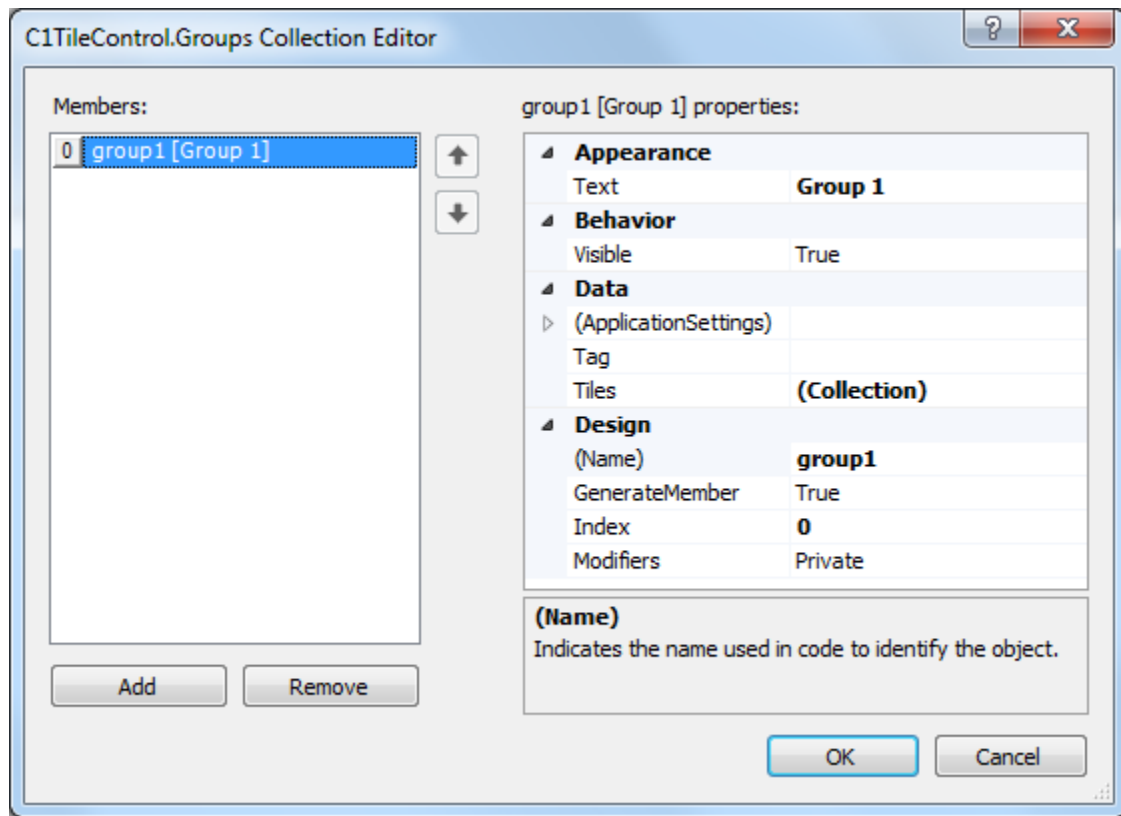 C1TileControl.Groups Collection Editor
?
Members:
0 group1 [Group 1]
Add
Remove
group1 [Group 1] properties:
Appearance
Text Group 1
Behavior
Visible True
Data
(ApplicationSettings)
Tag
Tiles (Collection)
Design
(Name) group1
GenerateMember True
Index 0
Modifiers Private
(Name)
Indicates the name used in code to identify the object.
OK
Cancel